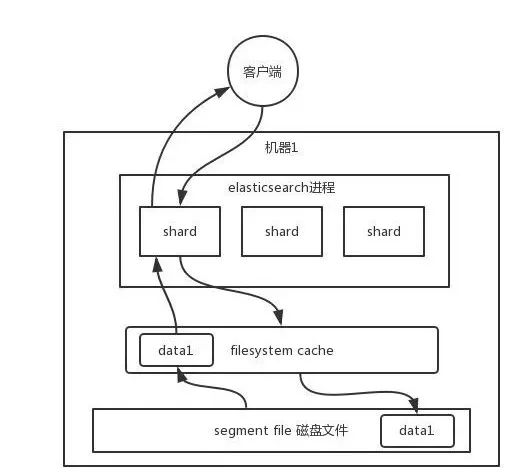 客户端
机器1
elasticsearch进程
shard
shard
shard
data1
filesystem cache
segment file 磁盘文件
data1